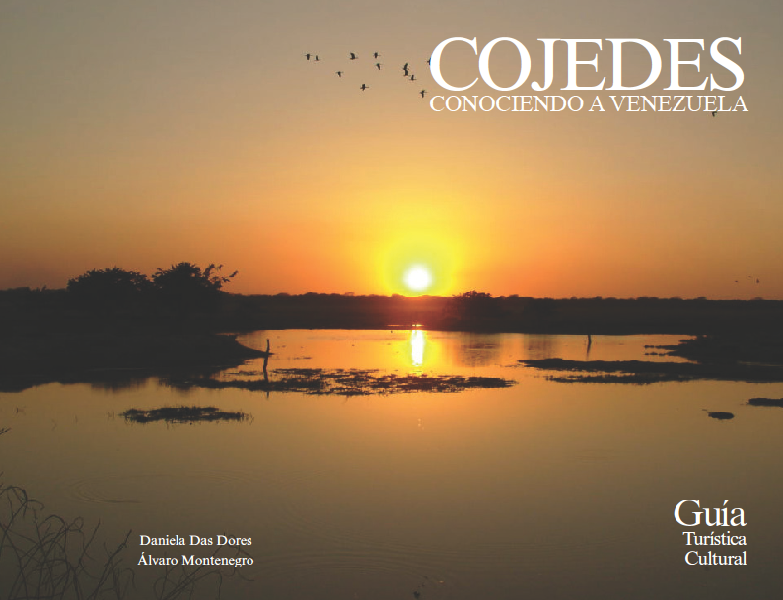 COJEDES
CONOCIENDO A VENEZUELA
Guía
Turística
Cultural
Daniela Das Dores
Álvaro Montenegro